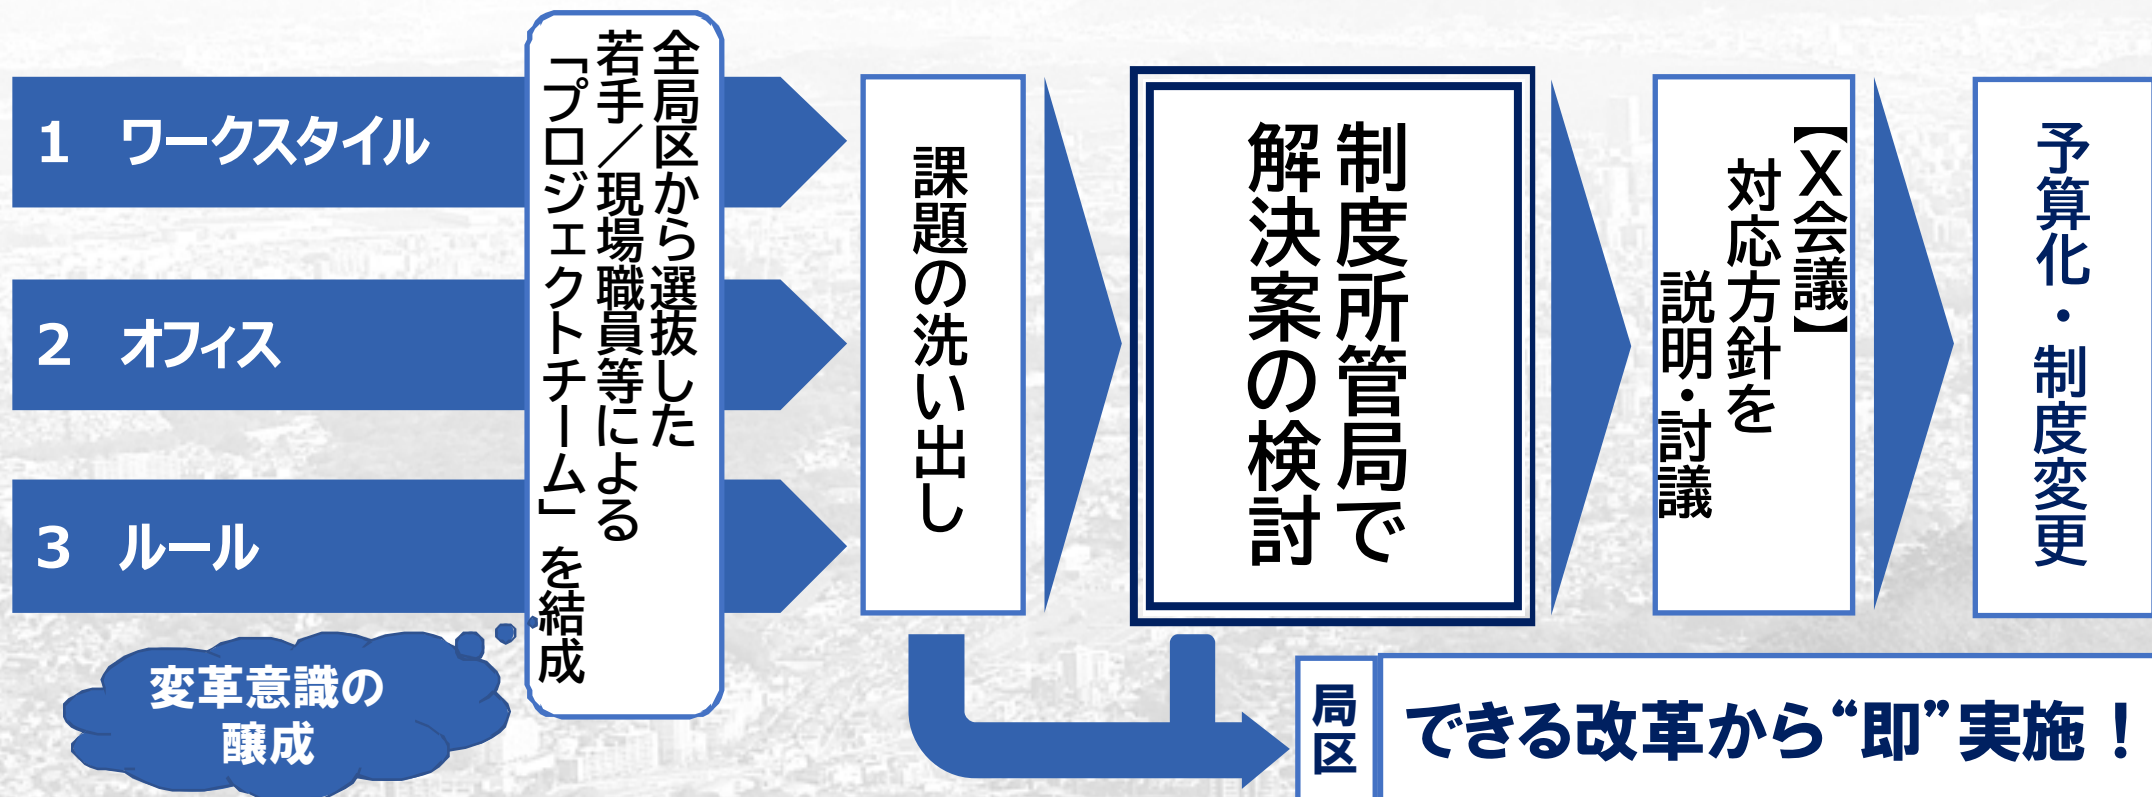 1 ワークスタイル
2 オフィス
3 ルール
変革意識の
醸成
全局区から選抜した
若手／現場職員等による
「プロジェクトチーム」を結成
課題の洗い出し
制度所管局で
解決案の検討
【X会議】
対応方針を
説明・討議
予算化・制度変更
局区
できる改革から“即”実施！